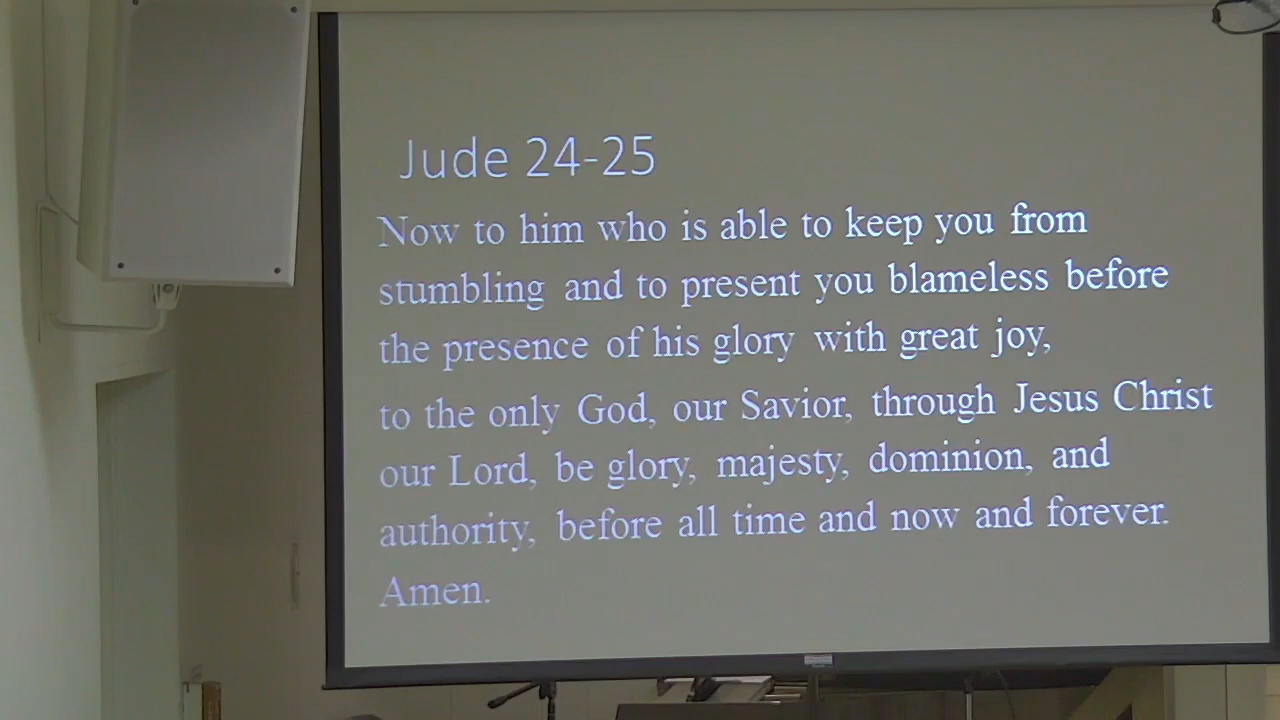 Jude 24-25
Now to him who is able to keep you from
stumbling and to present you blameless before
the presence of his glory with great joy,
to the only God, our Savior, through Jesus Christ
our Lord, be glory, majesty, dominion, and
authority, before all time and now and forever.
Amen.